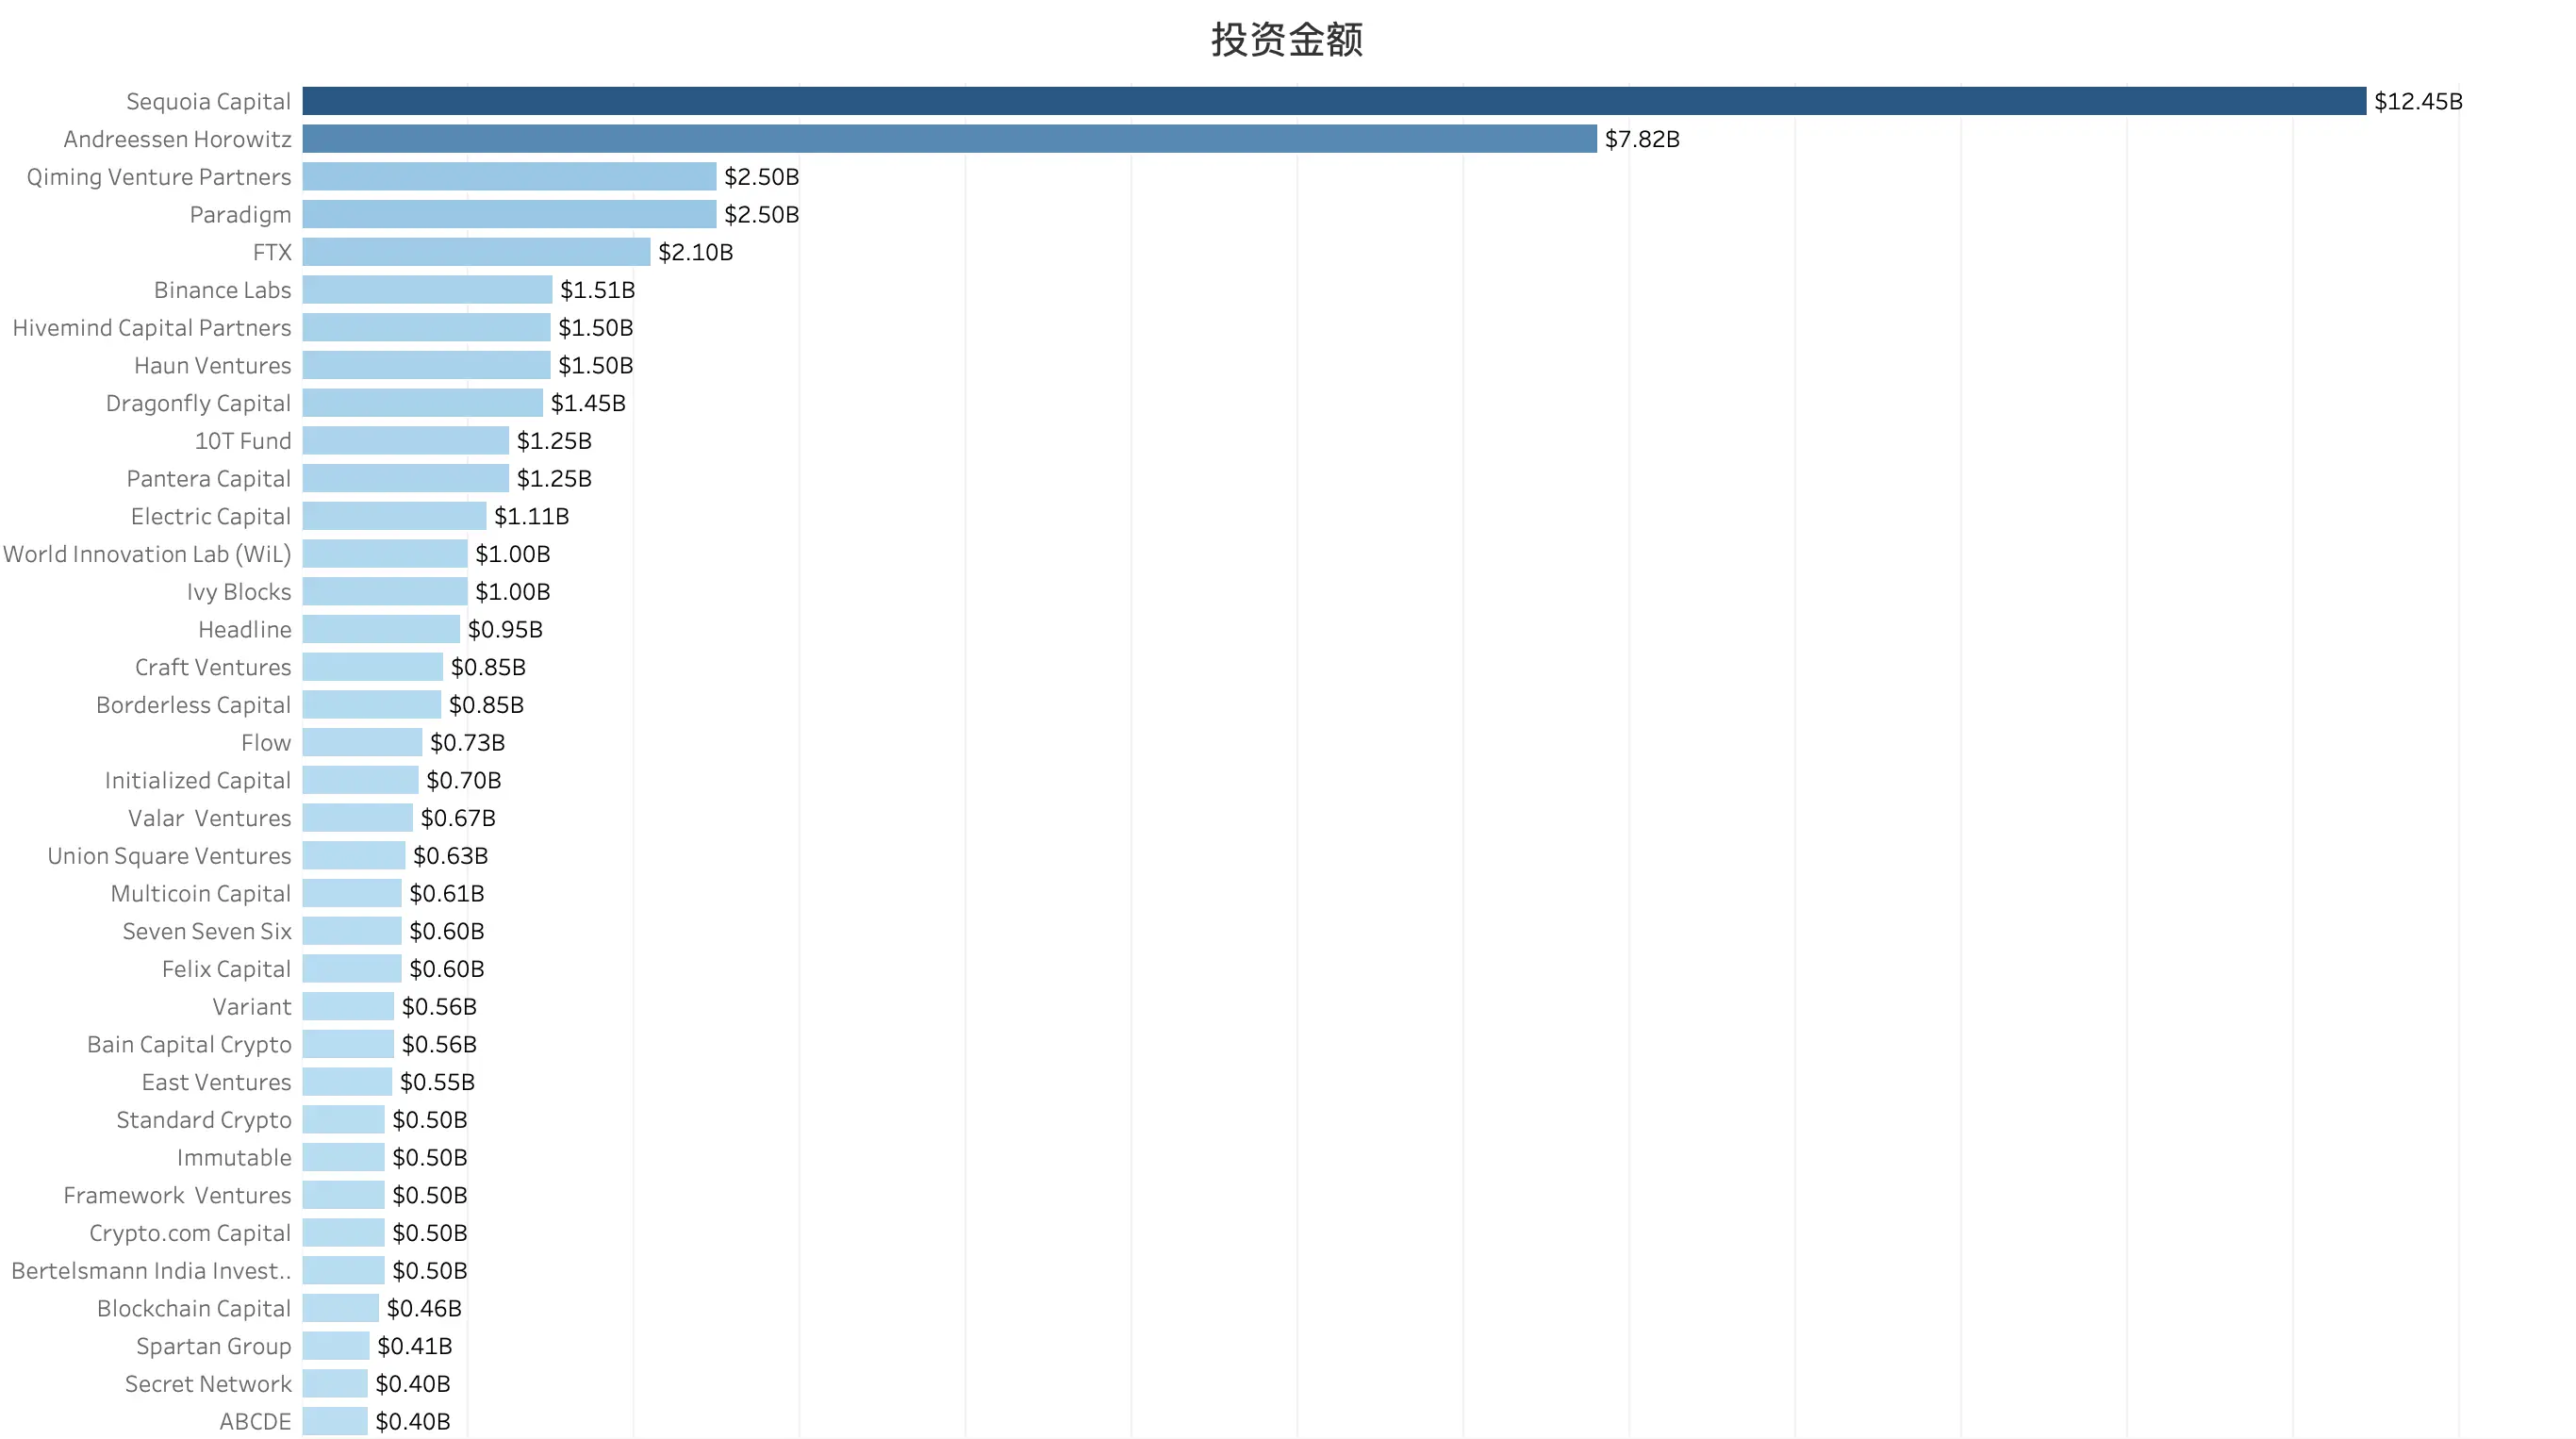 投资金额
Sequoia Capital $12.45B
Andreessen Horowitz $7.82B
Qiming Venture Partners $2.50B
Paradigm $2.50B
FTX $2.10B
Binance Labs $1.51B
Hivemind Capital Partners $1.50B
Haun Ventures $1.50B
Dragonfly Capital $1.45B
10T Fund $1.25B
Pantera Capital $1.25B
Electric Capital $1.11B
World Innovation Lab (WiL) $1.00B
Ivy Blocks $1.00B
Headline $0.95B
Craft Ventures $0.85B
Borderless Capital $0.85B
Flow $0.73B
Initialized Capital $0.70B
Valar  Ventures $0.67B
Union Square Ventures $0.63B
Multicoin Capital $0.61B
Seven Seven Six $0.60B
Felix Capital $0.60B
Variant $0.56B
Bain Capital Crypto $0.56B
East Ventures $0.55B
Standard Crypto $0.50B
Immutable $0.50B
Framework  Ventures $0.50B
Crypto.com Capital $0.50B
Bertelsmann India Invest.. $0.50B
Blockchain Capital $0.46B
Spartan Group $0.41B
Secret Network $0.40B
ABCDE $0.40B